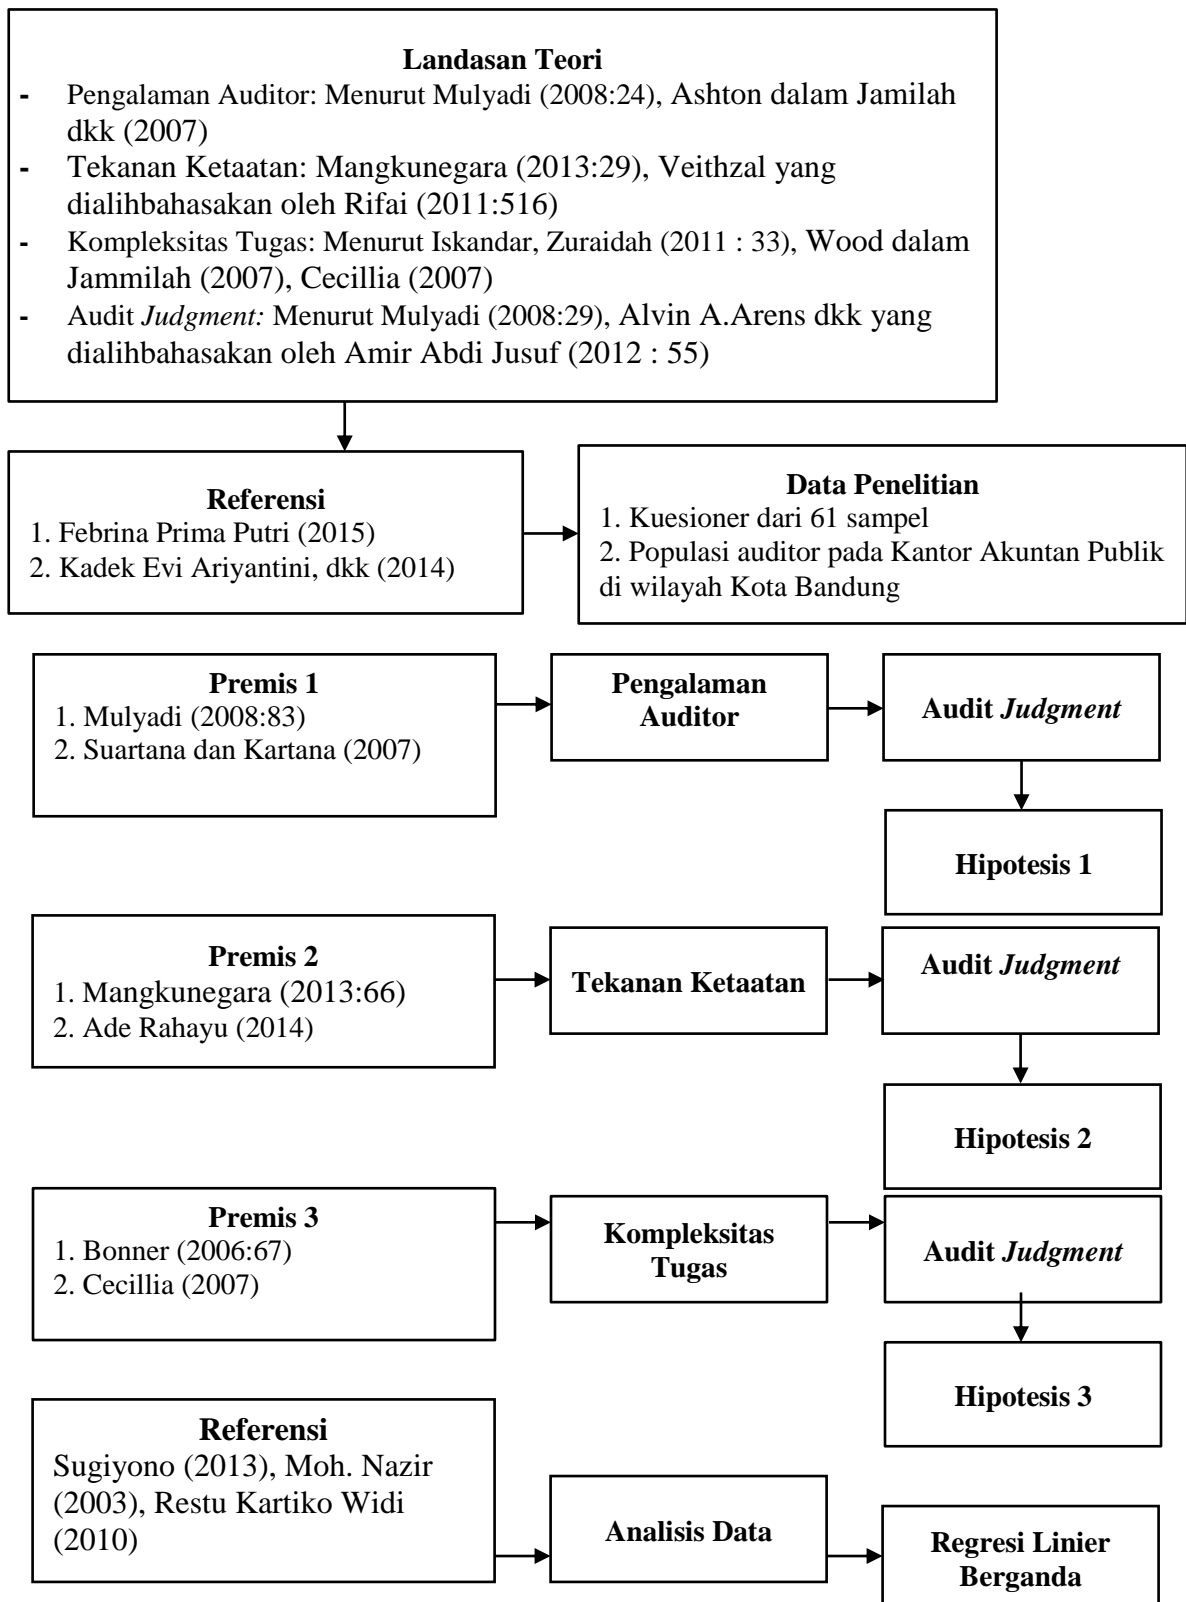 Landasan Teori
- Pengalaman Auditor: Menurut Mulyadi (2008:24), Ashton dalam Jamilah
dkk (2007)
- Tekanan Ketaatan: Mangkunegara (2013:29), Veithzal yang
dialihbahasakan oleh Rifai (2011:516)
- Kompleksitas Tugas: Menurut Iskandar, Zuraidah (2011 : 33), Wood dalam
Jammilah (2007), Cecillia (2007)
- Audit Judgment: Menurut Mulyadi (2008:29), Alvin A.Arens dkk yang
dialihbahasakan oleh Amir Abdi Jusuf (2012 : 55)
Referensi
1. Febrina Prima Putri (2015)
2. Kadek Evi Ariyantini, dkk (2014)
Data Penelitian
1. Kuesioner dari 61 sampel
2. Populasi auditor pada Kantor Akuntan Publik
di wilayah Kota Bandung
Premis 1
1. Mulyadi (2008:83)
2. Suartana dan Kartana (2007)
Pengalaman
Auditor
Audit Judgment
Hipotesis 1
Premis 2
1. Mangkunegara (2013:66)
2. Ade Rahayu (2014)
Tekanan Ketaatan
Audit Judgment
Hipotesis 2
Premis 3
1. Bonner (2006:67)
2. Cecillia (2007)
Kompleksitas
Tugas
Audit Judgment
Hipotesis 3
Referensi
Sugiyono (2013), Moh. Nazir
(2003), Restu Kartiko Widi
(2010)
Analisis Data
Regresi Linier
Berganda